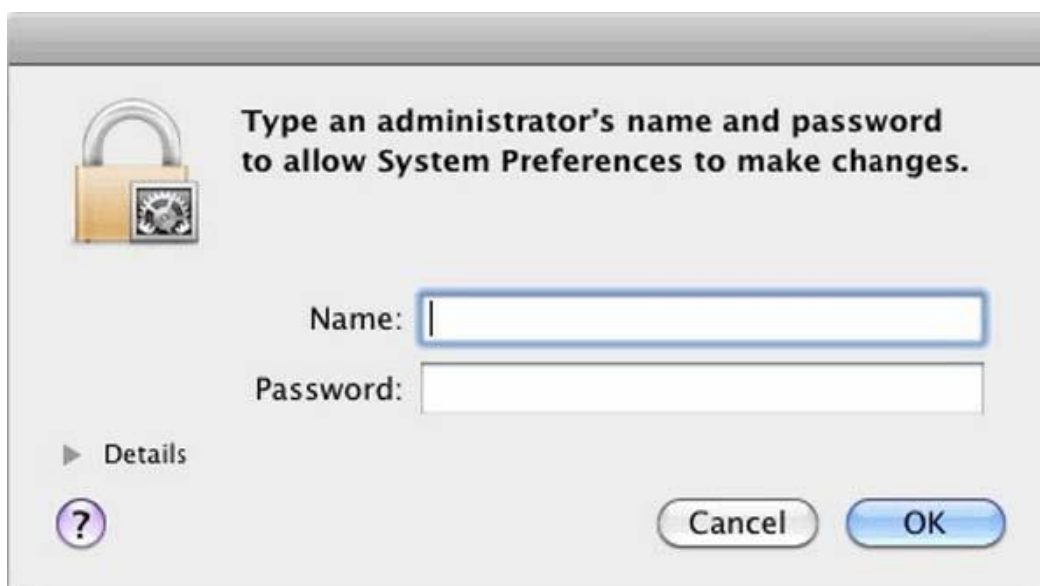 Type an administrator's name and password
to allow System Preferences to make changes.
Name:
Password:
Details
?
Cancel
OK